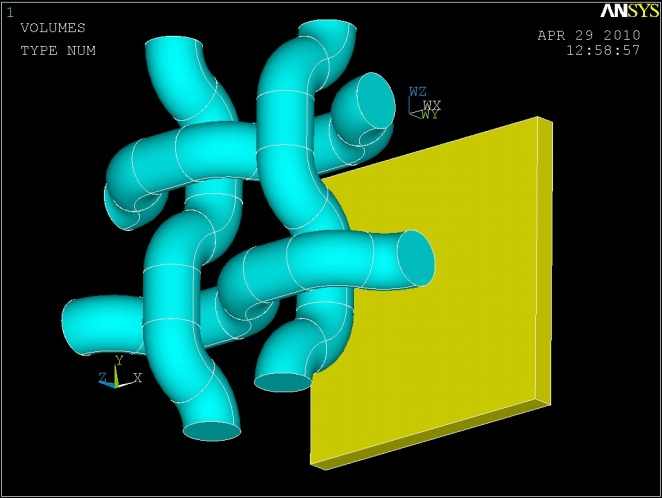 1
ANSYS
VOLUMES
TYPE NUM
APR 29 2010
12:58:57
WZ
WX
WY
Y
Z X